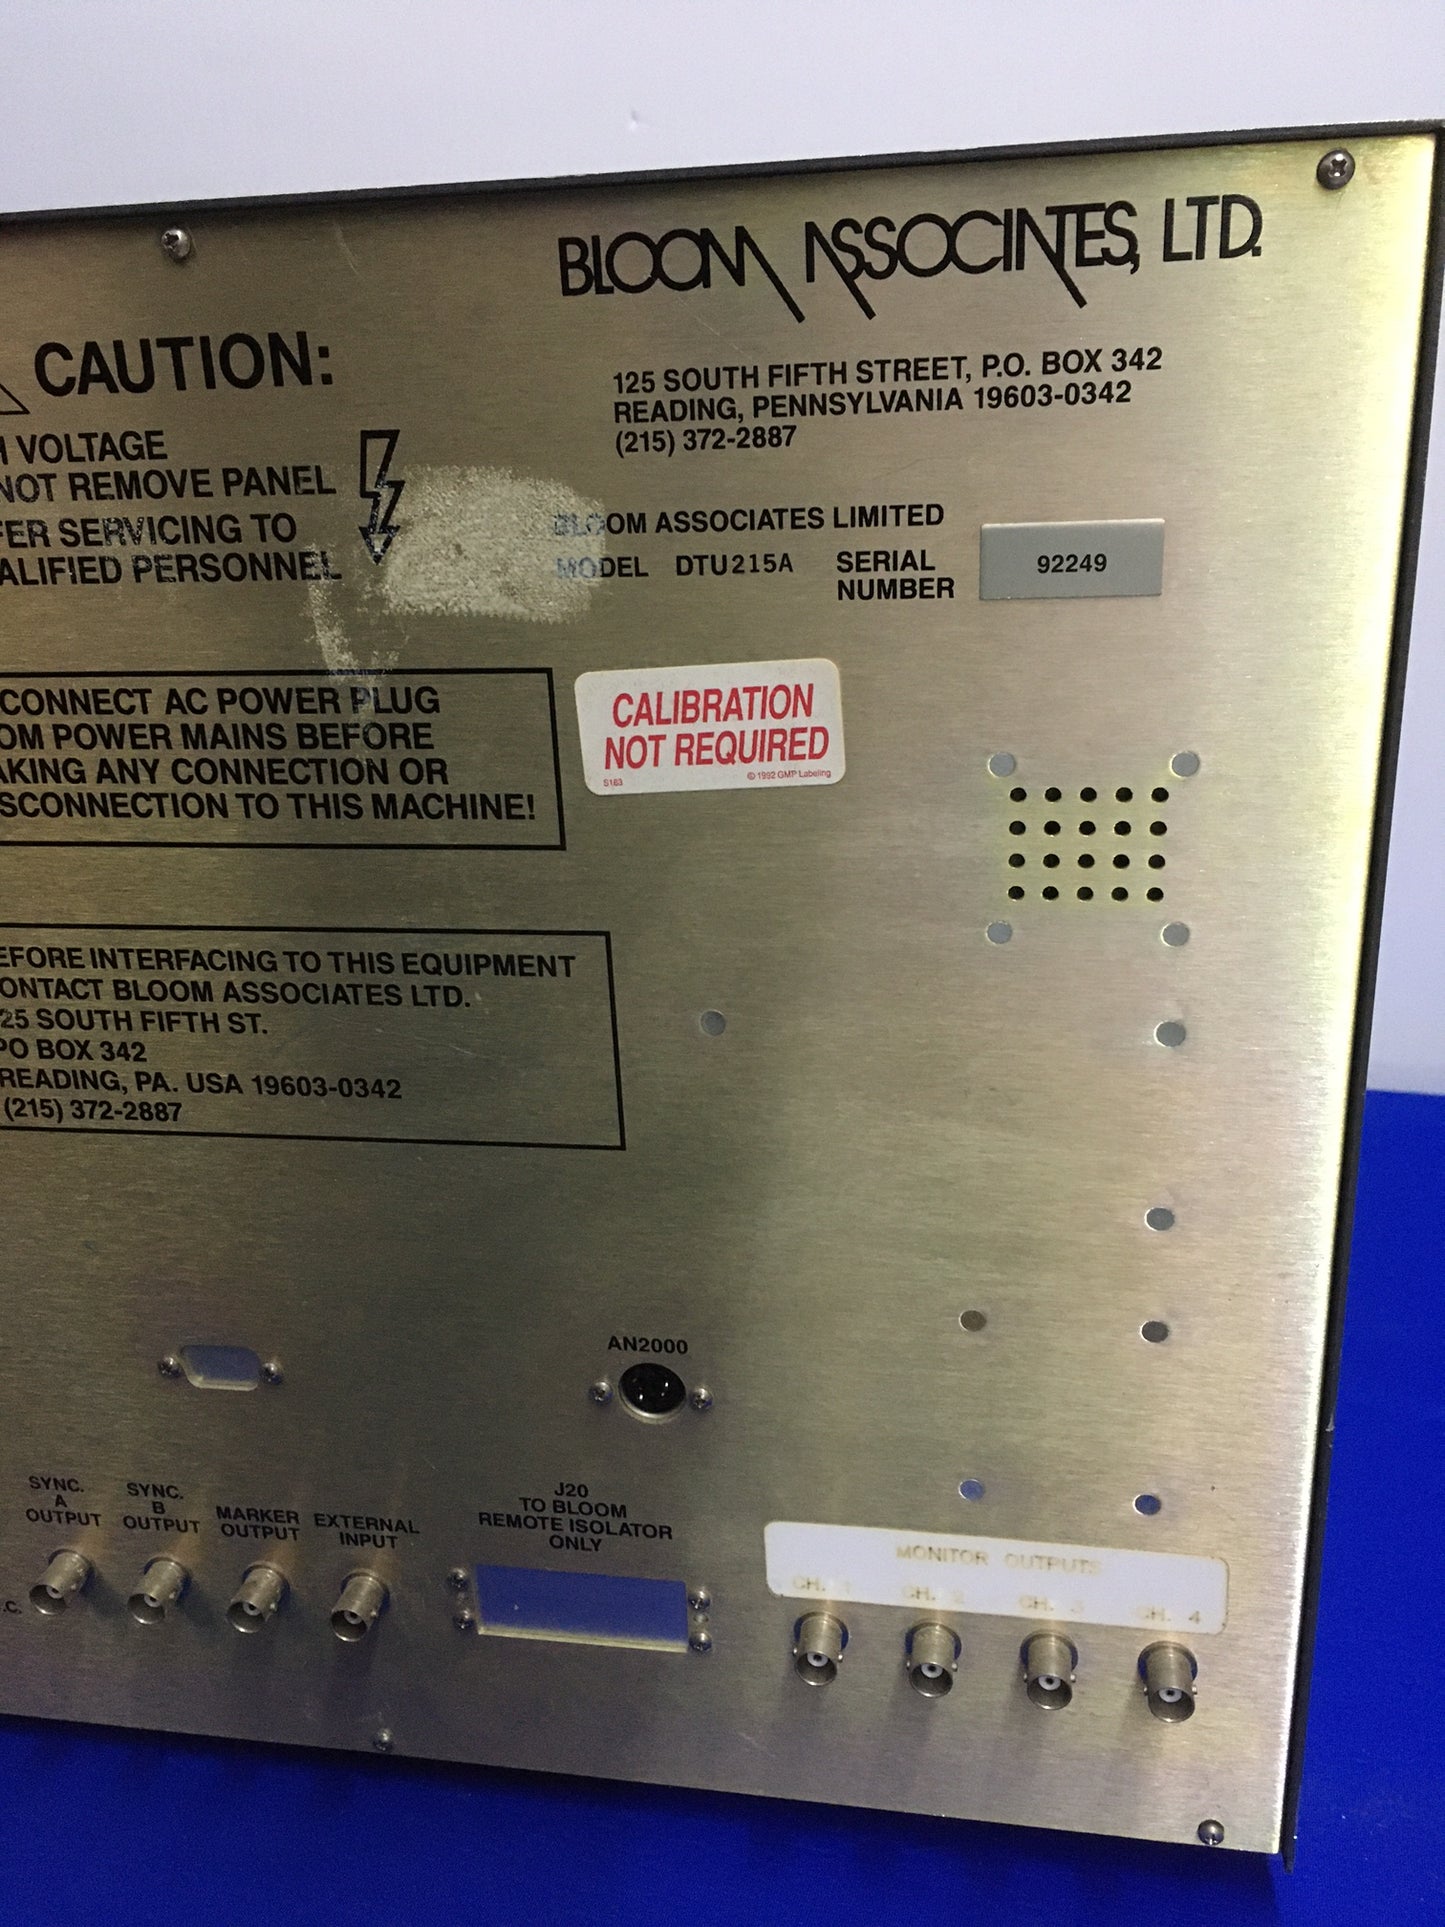 BLOOM ASSOCIATES, LTD.
125 SOUTH FIFTH STREET, P.O. BOX 342
READING, PENNSYLVANIA 19603-0342
(215) 372-2887
CAUTION:
VOLTAGE
NOT REMOVE PANEL
SERVICING TO
PERSONNEL
BLOOM ASSOCIATES LIMITED
MODEL DTU215A SERIAL
NUMBER
92249
CONNECT AC POWER PLUG
OM POWER MAINS BEFORE
AKING ANY CONNECTION OR
SCONNECTION TO THIS MACHINE!
CALIBRATION
NOT REQUIRED
S163 © 1992 GMP Labeling
EFORE INTERFACING TO THIS EQUIPMENT
ONTACT BLOOM ASSOCIATES LTD.
25 SOUTH FIFTH ST.
PO BOX 342
READING, PA. USA 19603-0342
(215) 372-2887
AN2000
SYNC.
A
OUTPUT
SYNC.
B
OUTPUT
MARKER
OUTPUT
EXTERNAL
INPUT
J20
TO BLOOM
REMOTE ISOLATOR
ONLY
MONITOR OUTPUTS
CH. 1 CH. 2 CH. 3 CH. 4